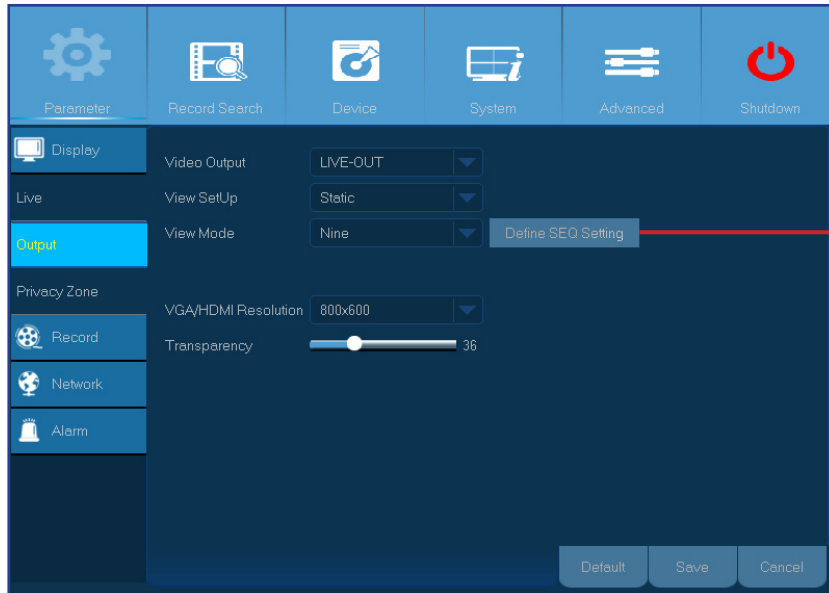 Parameter
Record Search
Device
System
Advanced
Shutdown
Display
Live
Output
Privacy Zone
Record
Network
Alarm
Video Output LIVE-OUT
View SetUp Static
View Mode Nine Define SEQ Setting
VGA/HDMI Resolution 800x600
Transparency 36
Default Save Cancel